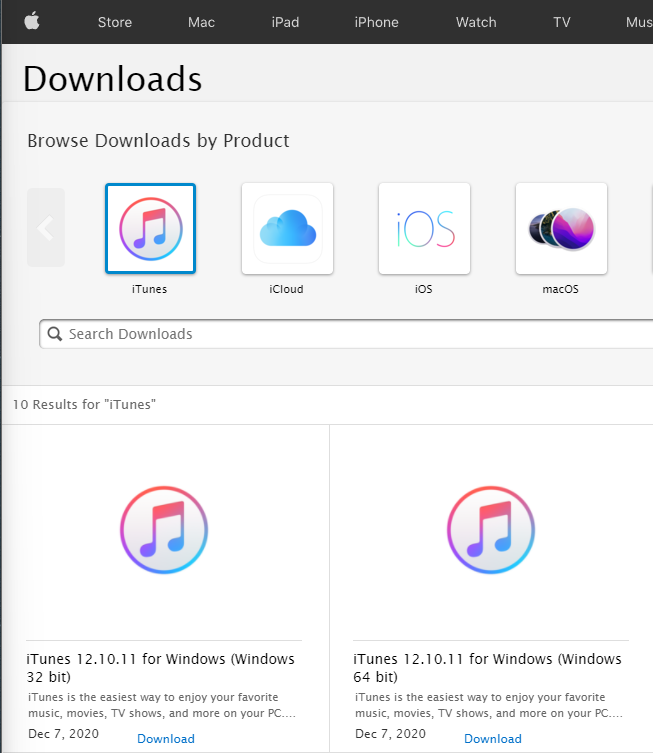 Store Mac iPad iPhone Watch TV Mus
Downloads
Browse Downloads by Product
iOS
iTunes iCloud iOS macOS
Search Downloads
10 Results for "iTunes"
iTunes 12.10.11 for Windows (Windows
32 bit)
iTunes is the easiest way to enjoy your favorite
music, movies, TV shows, and more on your PC....
Dec 7, 2020 Download
iTunes 12.10.11 for Windows (Windows
64 bit)
iTunes is the easiest way to enjoy your favorite
music, movies, TV shows, and more on your PC....
Dec 7, 2020 Download